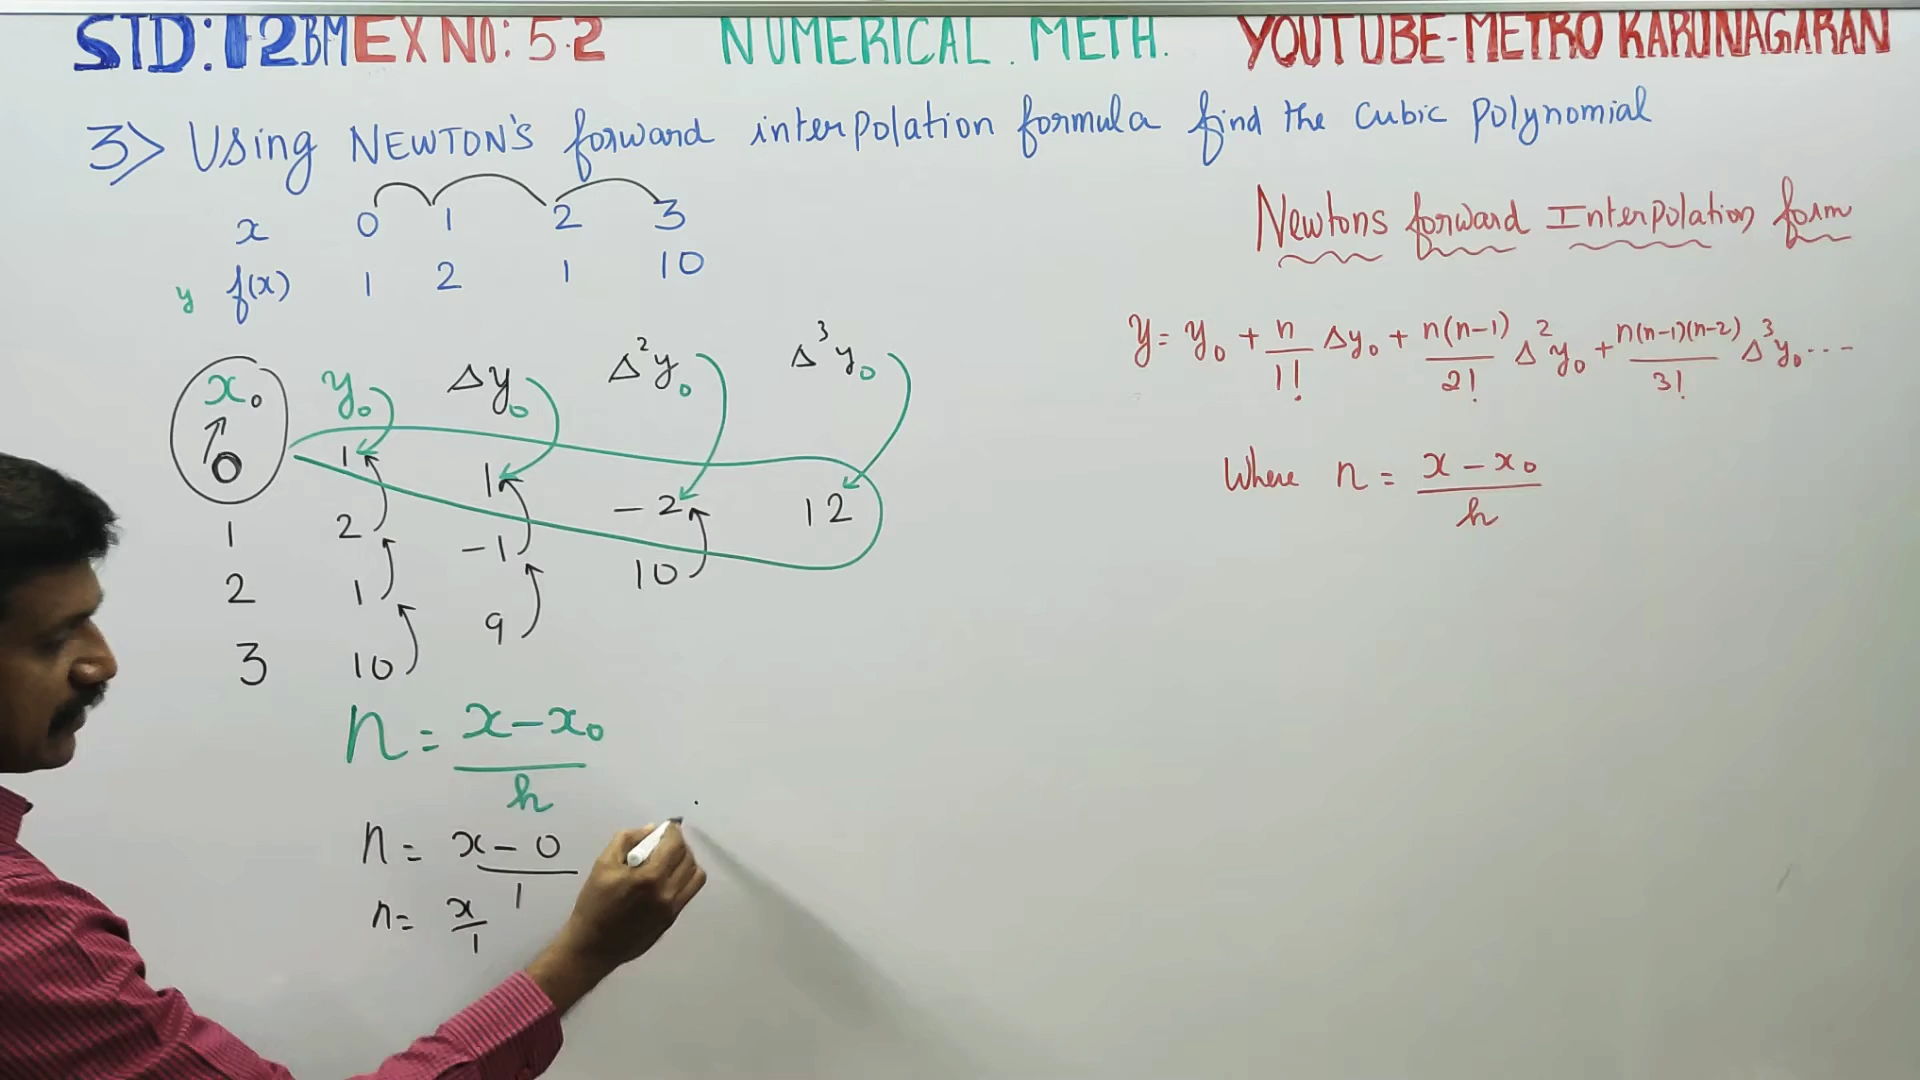 STD: 12 BM EX NO: 5.2 NUMERICAL. METH. YOUTUBE-METRO KARUNAGARAN
3> Using NEWTON'S forward interpolation formula find the cubic polynomial
x 0 1 2 3
y f(x) 1 2 1 10
Newtons forward Interpolation form
y = y₀ + n/1! Δy₀ + n(n-1)/2! Δ²y₀ + n(n-1)(n-2)/3! Δ³y₀ ...
Where n = x - x₀ / h
x₀ y₀ Δy₀ Δ²y₀ Δ³y₀
0 1 1 -2 12
1 2 -1 10
2 1 9
3 10
n = x - x₀ / h
n = x - 0 / 1
n = x / 1